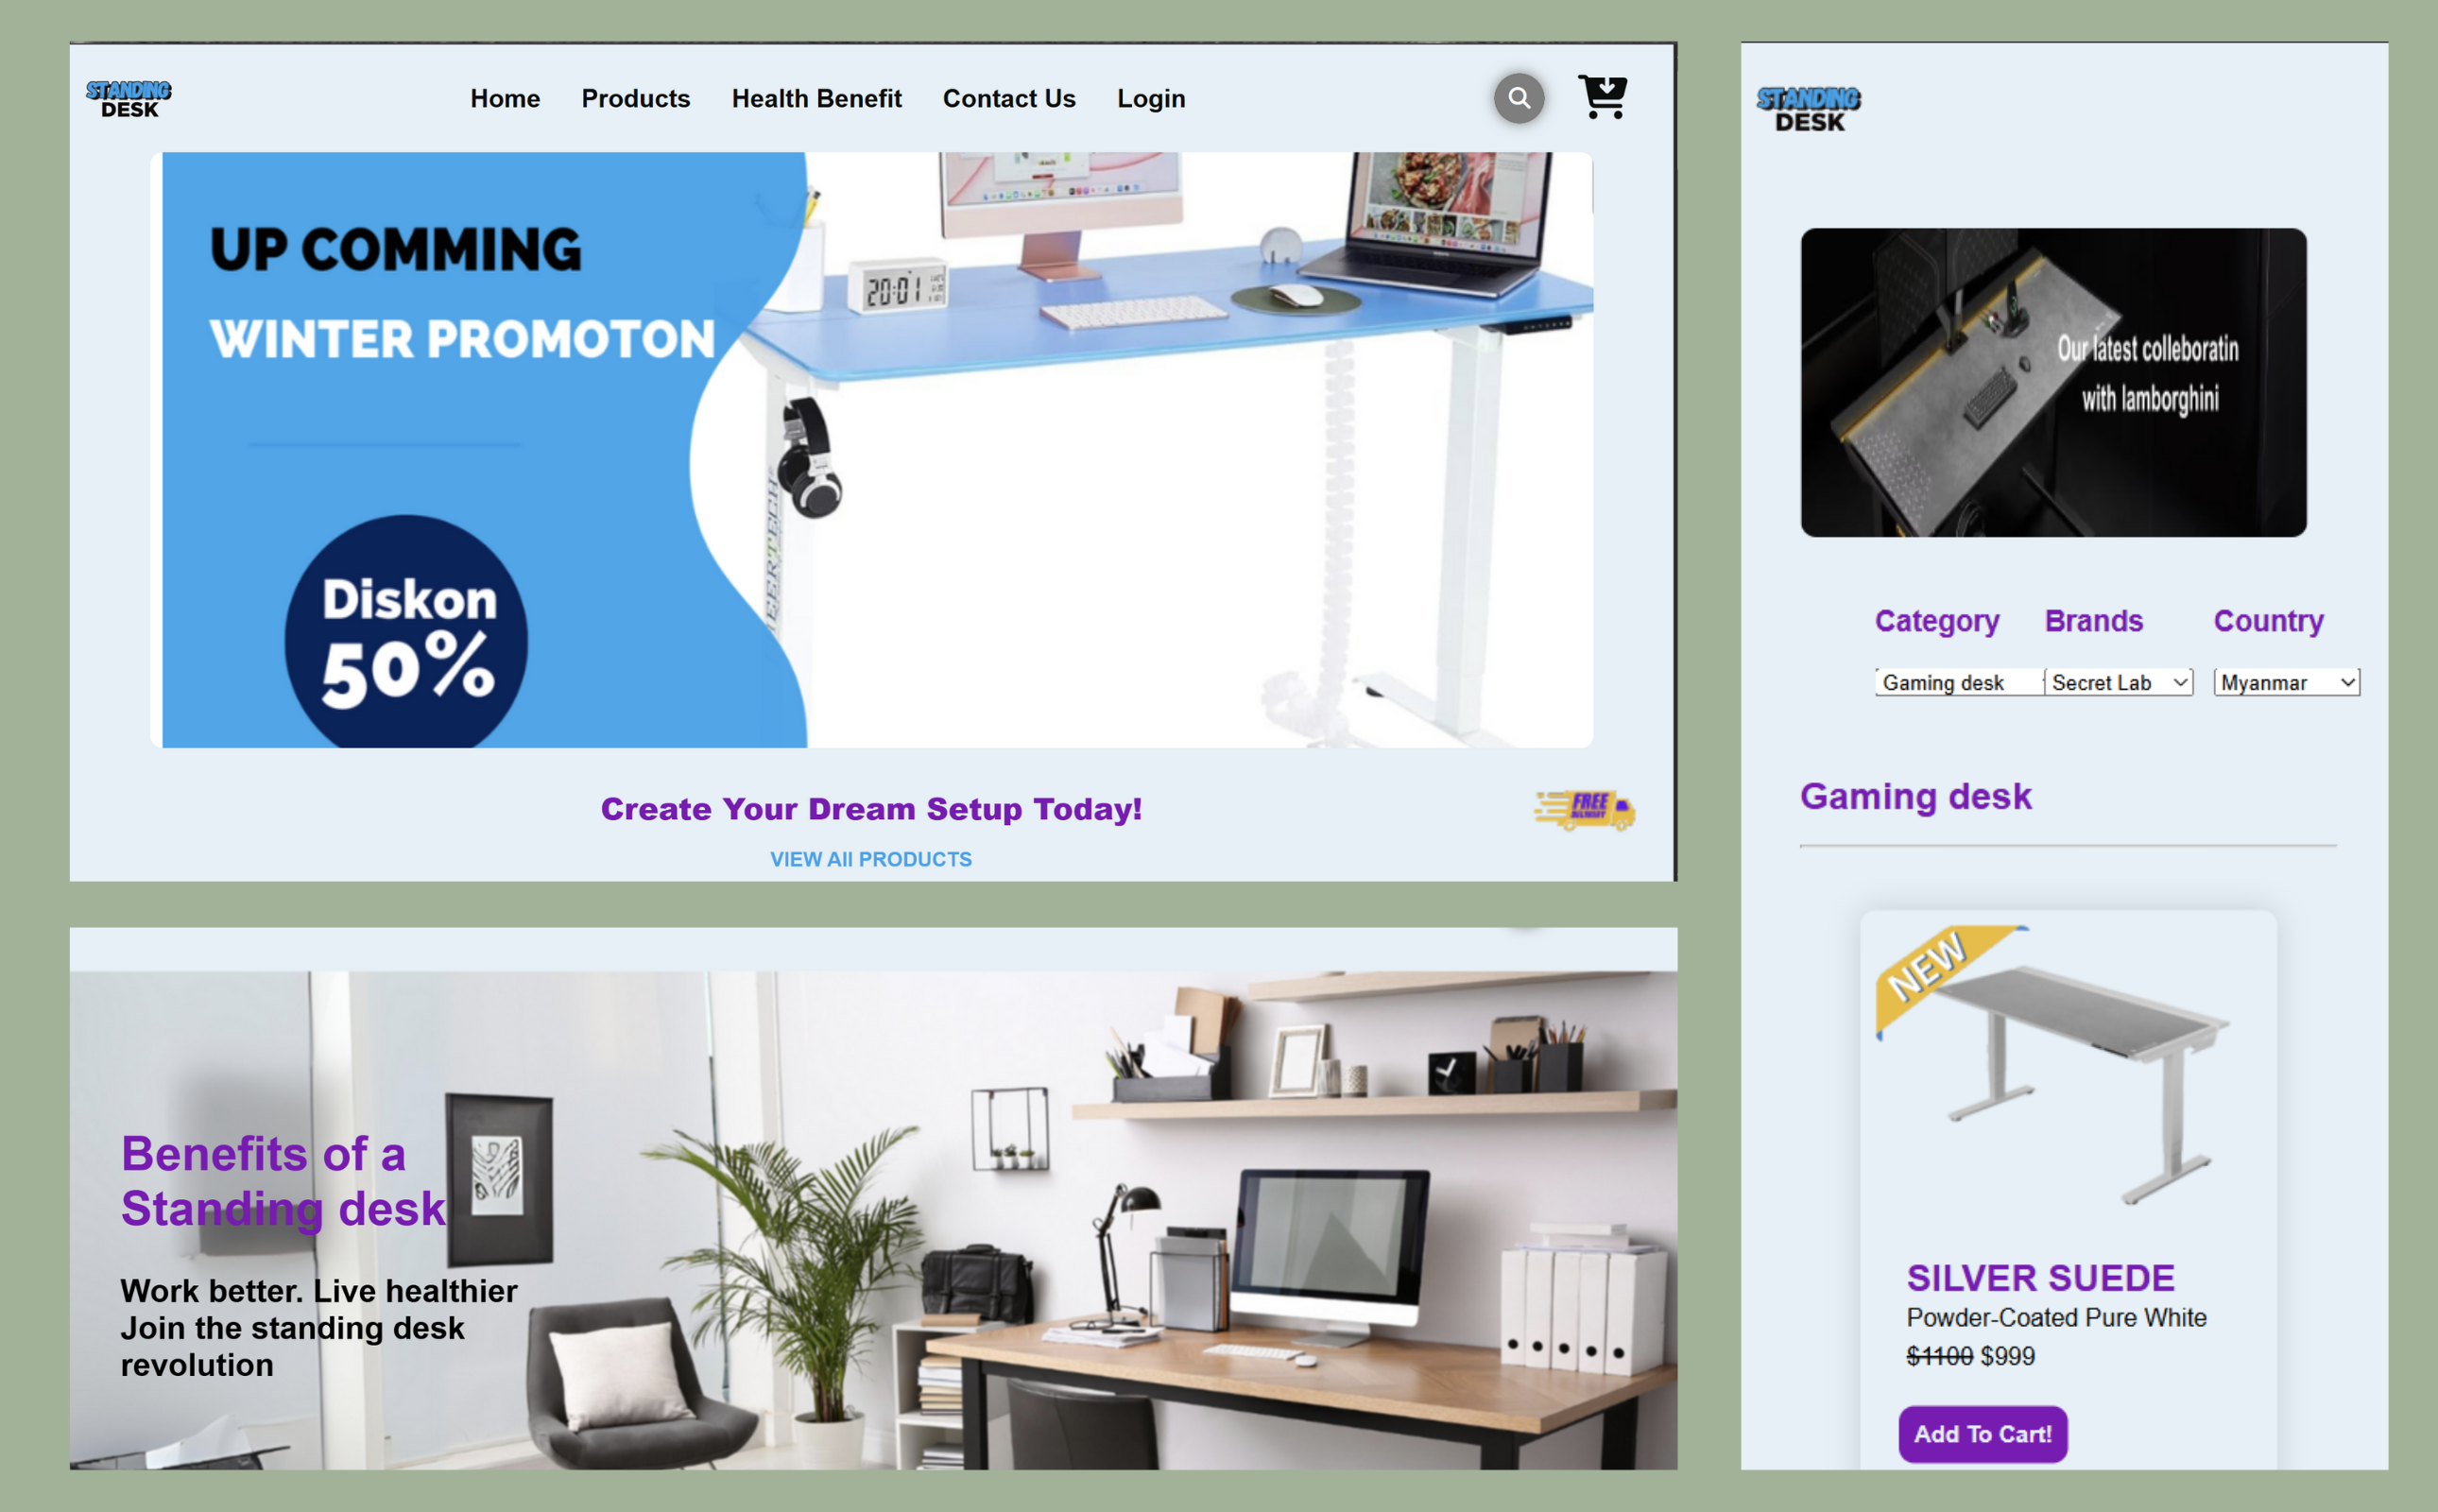 STANDING
DESK
Home
Products
Health Benefit
Contact Us
Login
UP COMMING
WINTER PROMOTON
20:01
Diskon
50%
Create Your Dream Setup Today!
FREE
DELIVERY
VIEW All PRODUCTS
Benefits of a
Standing desk
Work better. Live healthier
Join the standing desk
revolution
STANDING
DESK
Our latest colleboratin
with lamborghini
Category
Brands
Country
Gaming desk
Secret Lab
Myanmar
Gaming desk
NEW
SILVER SUEDE
Powder-Coated Pure White
$1100 $999
Add To Cart!